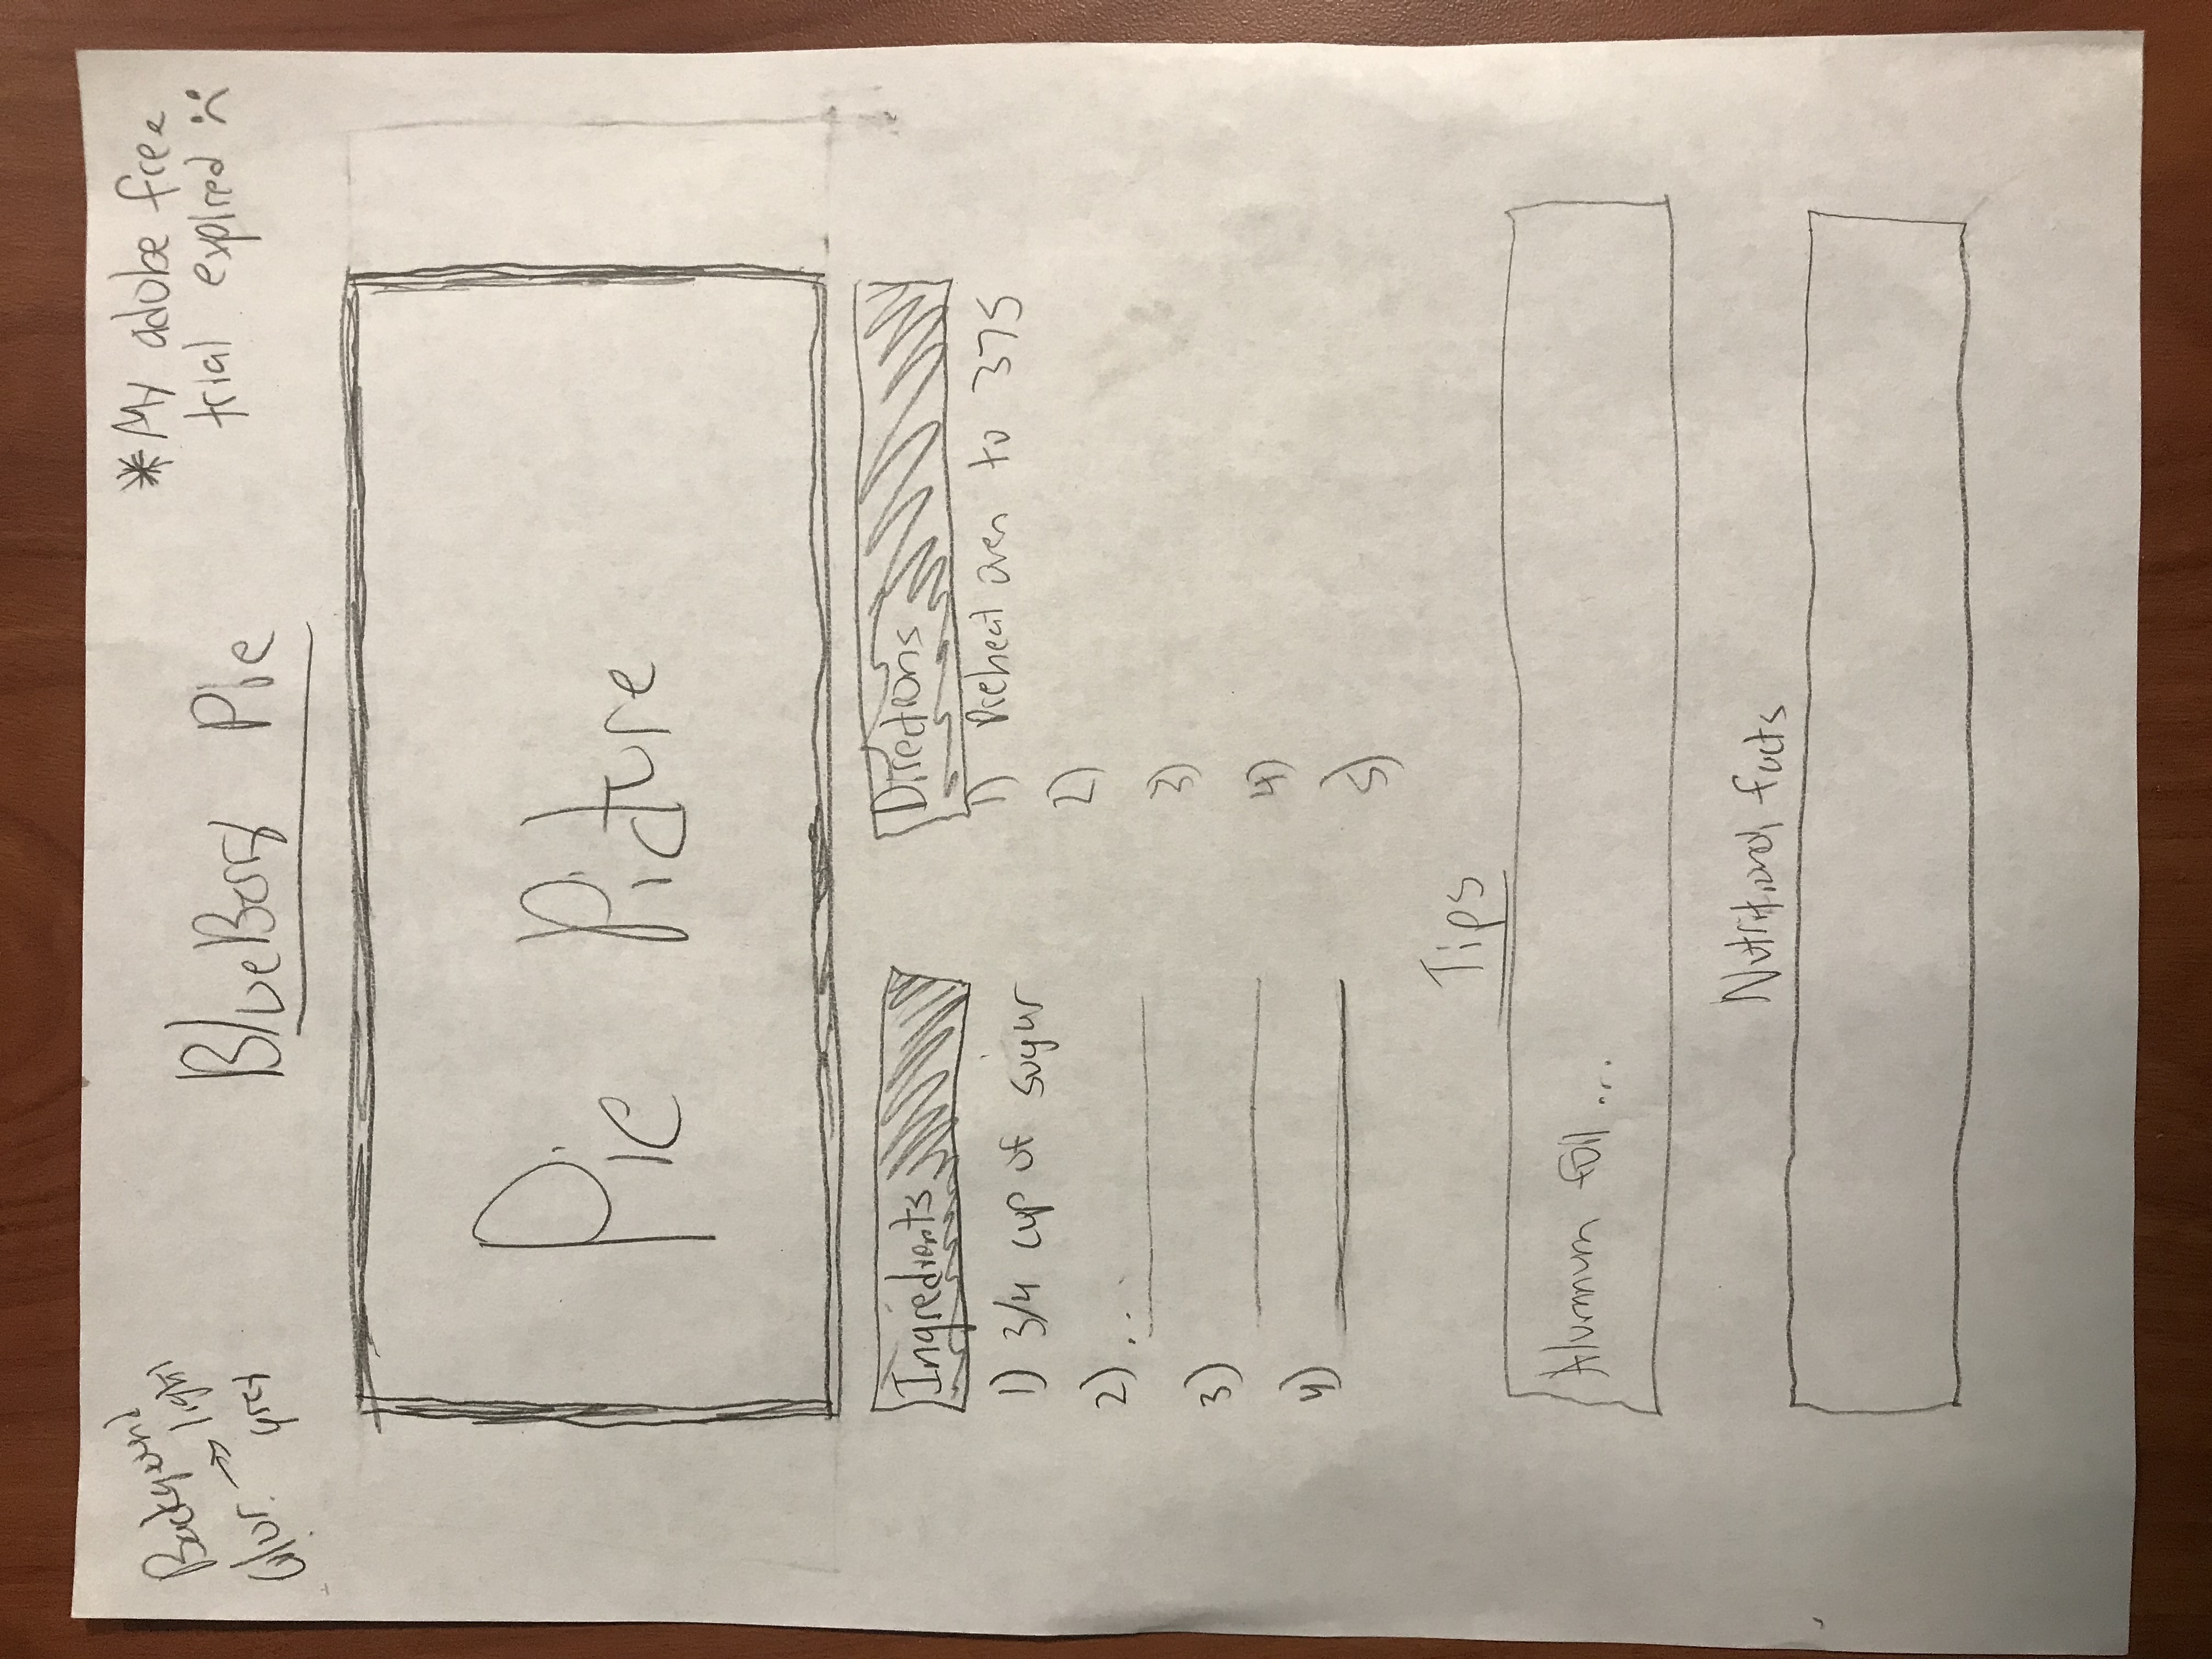 Background
Color → light
grey
* My adobe free
trial expired ☹
BlueBerry Pie
Pie Picture
Ingredients
1) 3/4 cup of sugar
2) ...
3)
4)
Directions
1) Preheat oven to 375
2)
3)
4)
5)
Tips
Aluminum foil ...
Nutritional facts